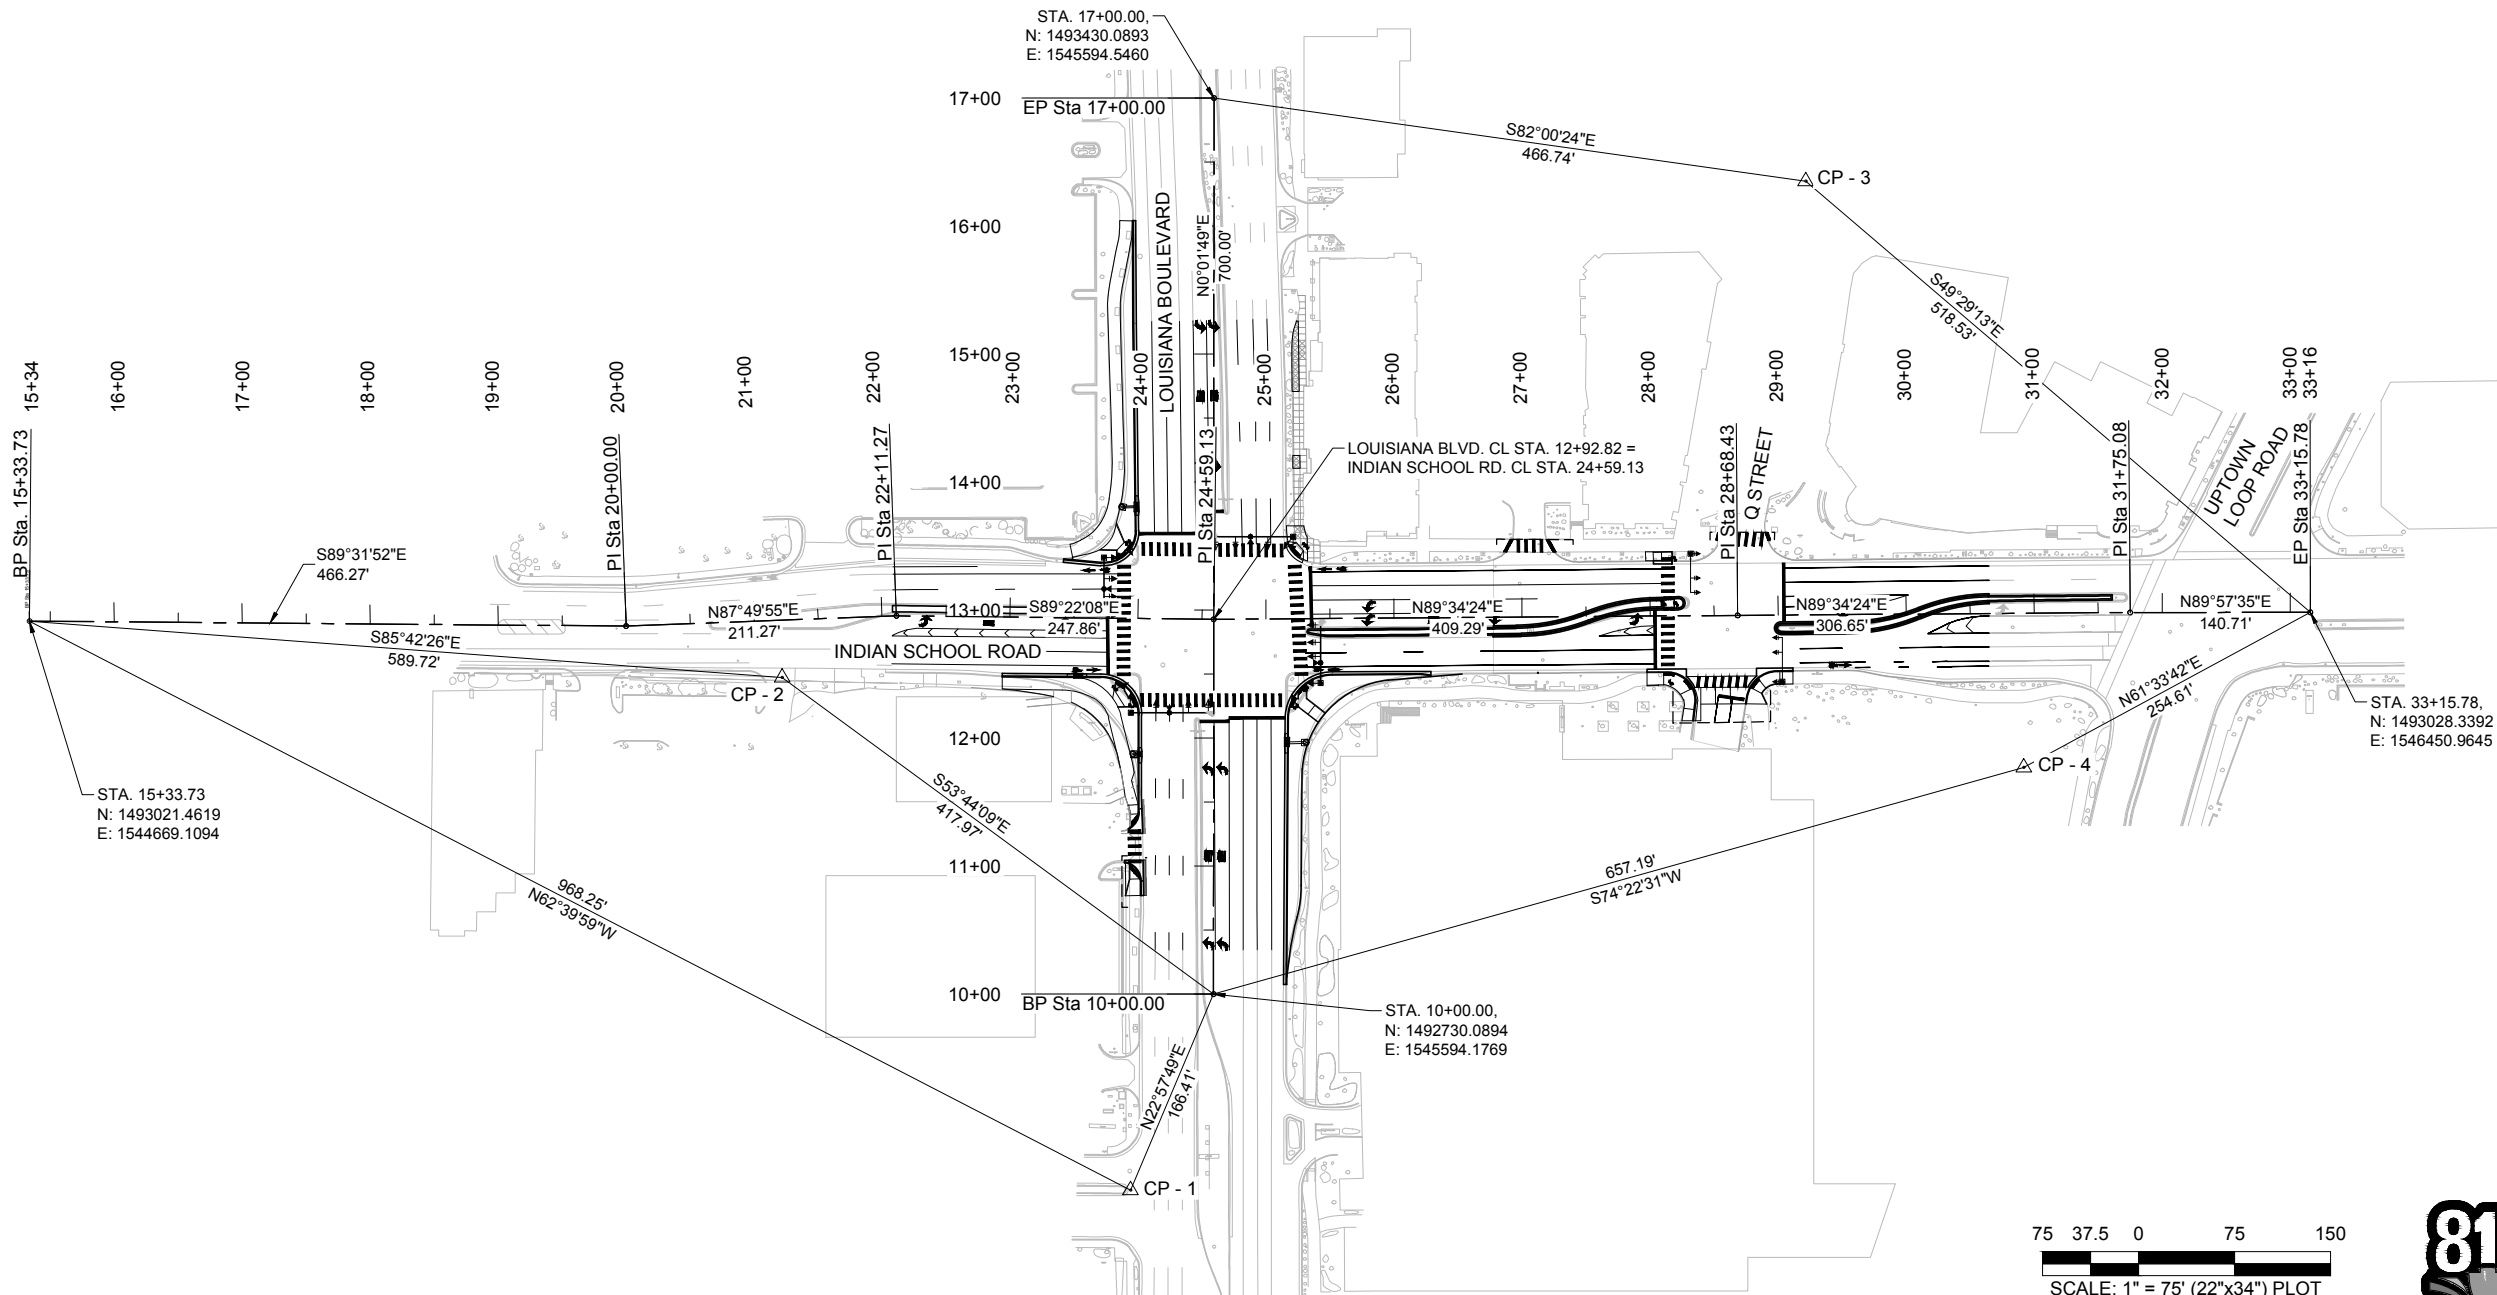 STA. 17+00.00,
N: 1493430.0893
E: 1545594.5460
17+00
EP Sta 17+00.00
S82°00'24"E
466.74'
CP - 3
16+00
LOUISIANA BOULEVARD
N0°01'49"E
700.00'
S49°29'13"E
518.53'
15+00
15+34
16+00
17+00
18+00
19+00
20+00
21+00
22+00
23+00
24+00
25+00
26+00
27+00
28+00
29+00
30+00
31+00
32+00
33+00
33+16
BP Sta. 15+33.73
PI Sta 20+00.00
PI Sta 22+11.27
PI Sta 24+59.13
LOUISIANA BLVD. CL STA. 12+92.82 =
INDIAN SCHOOL RD. CL STA. 24+59.13
PI Sta 28+68.43
Q STREET
PI Sta 31+75.08
UPTOWN
LOOP ROAD
EP Sta 33+15.78
14+00
S89°31'52"E
466.27'
N87°49'55"E
211.27'
13+00
S89°22'08"E
247.86'
N89°34'24"E
409.29'
N89°34'24"E
306.65'
N89°57'35"E
140.71'
S85°42'26"E
589.72'
INDIAN SCHOOL ROAD
CP - 2
N61°33'42"E
254.61'
STA. 33+15.78,
N: 1493028.3392
E: 1546450.9645
12+00
CP - 4
STA. 15+33.73
N: 1493021.4619
E: 1544669.1094
S53°44'09"E
417.97'
11+00
657.19'
S74°22'31"W
968.25'
N62°39'59"W
10+00
BP Sta 10+00.00
STA. 10+00.00,
N: 1492730.0894
E: 1545594.1769
N22°57'49"E
166.41'
CP - 1
75 37.5 0 75 150
SCALE: 1" = 75' (22"x34") PLOT
81